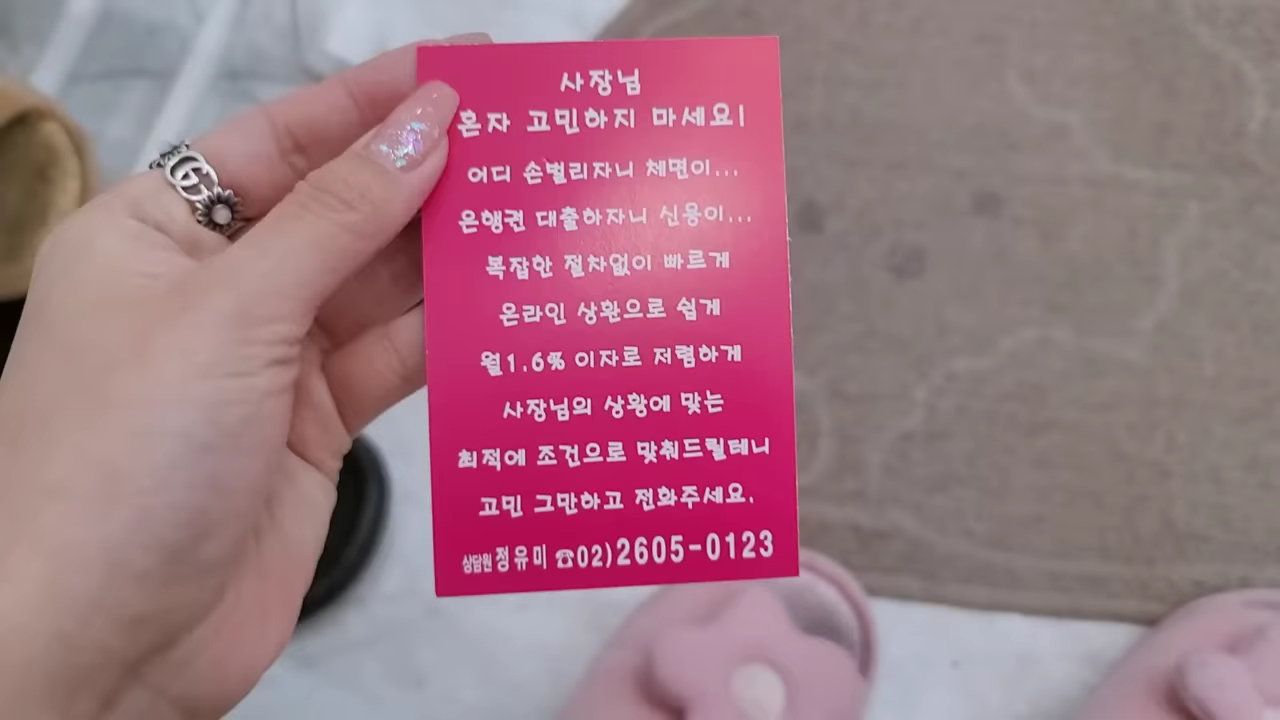 사장님
혼자 고민하지 마세요!
어디 손벌리자니 체면이...
은행권 대출하자니 신용이...
복잡한 절차없이 빠르게
온라인 상환으로 쉽게
월1.6% 이자로 저렴하게
사장님의 상황에 맞는
최적에 조건으로 맞춰드릴테니
고민 그만하고 전화주세요.
상담원 정유미 ☎02)2605-0123